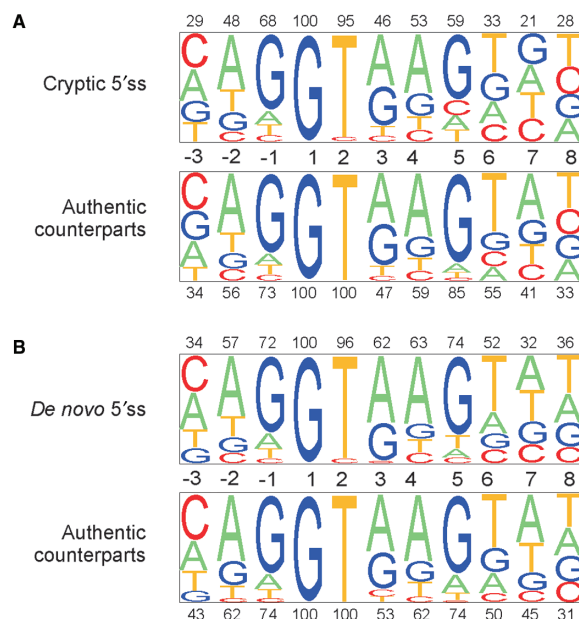 A
29 48 68 100 95 46 53 59 33 21 28
Cryptic 5′ss
C A G G T A A G T G T
A T A C G G C G A C
G G T T T A A T G
T C C C C T C C A
-3 -2 -1 1 2 3 4 5 6 7 8
Authentic
counterparts
C A G G T A A G T A T
G T A G G A G G C
A G T T T T C T G
T C C C C C A C A
34 56 73 100 100 47 59 85 55 41 33
B
34 57 72 100 96 62 63 74 52 32 36
De novo 5′ss
C A G G T A A G T A T
A T A C G G T A T A
T G T T T A G G G
G C C C C C C C
-3 -2 -1 1 2 3 4 5 6 7 8
Authentic
counterparts
C A G G T A A G T A T
A G A G G A G T A
T T T C T T A G G
G C C T C C C C
43 62 74 100 100 53 62 74 50 45 31